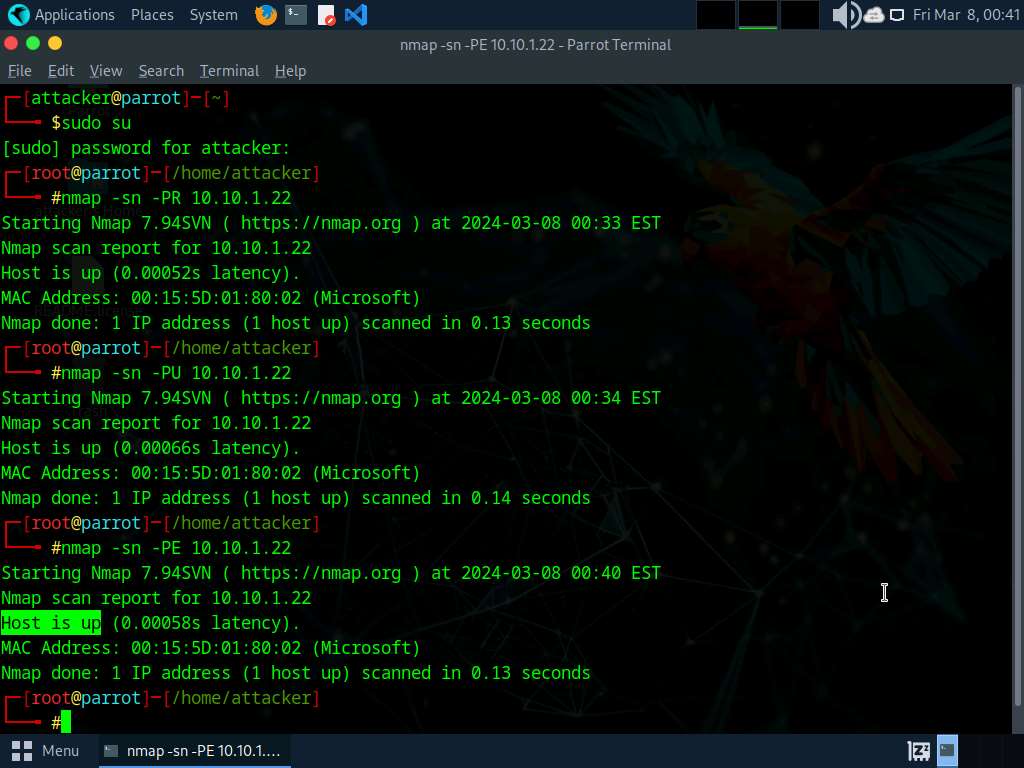 Applications Places System Fri Mar 8, 00:41
nmap -sn -PE 10.10.1.22 - Parrot Terminal
File Edit View Search Terminal Help
┌─[attacker@parrot]─[~]
└──╼ $sudo su
[sudo] password for attacker:
┌─[root@parrot]─[/home/attacker]
└──╼ #nmap -sn -PR 10.10.1.22
Starting Nmap 7.94SVN ( https://nmap.org ) at 2024-03-08 00:33 EST
Nmap scan report for 10.10.1.22
Host is up (0.00052s latency).
MAC Address: 00:15:5D:01:80:02 (Microsoft)
Nmap done: 1 IP address (1 host up) scanned in 0.13 seconds
┌─[root@parrot]─[/home/attacker]
└──╼ #nmap -sn -PU 10.10.1.22
Starting Nmap 7.94SVN ( https://nmap.org ) at 2024-03-08 00:34 EST
Nmap scan report for 10.10.1.22
Host is up (0.00066s latency).
MAC Address: 00:15:5D:01:80:02 (Microsoft)
Nmap done: 1 IP address (1 host up) scanned in 0.14 seconds
┌─[root@parrot]─[/home/attacker]
└──╼ #nmap -sn -PE 10.10.1.22
Starting Nmap 7.94SVN ( https://nmap.org ) at 2024-03-08 00:40 EST
Nmap scan report for 10.10.1.22
Host is up (0.00058s latency).
MAC Address: 00:15:5D:01:80:02 (Microsoft)
Nmap done: 1 IP address (1 host up) scanned in 0.13 seconds
┌─[root@parrot]─[/home/attacker]
└──╼ #
Menu nmap -sn -PE 10.10.1....